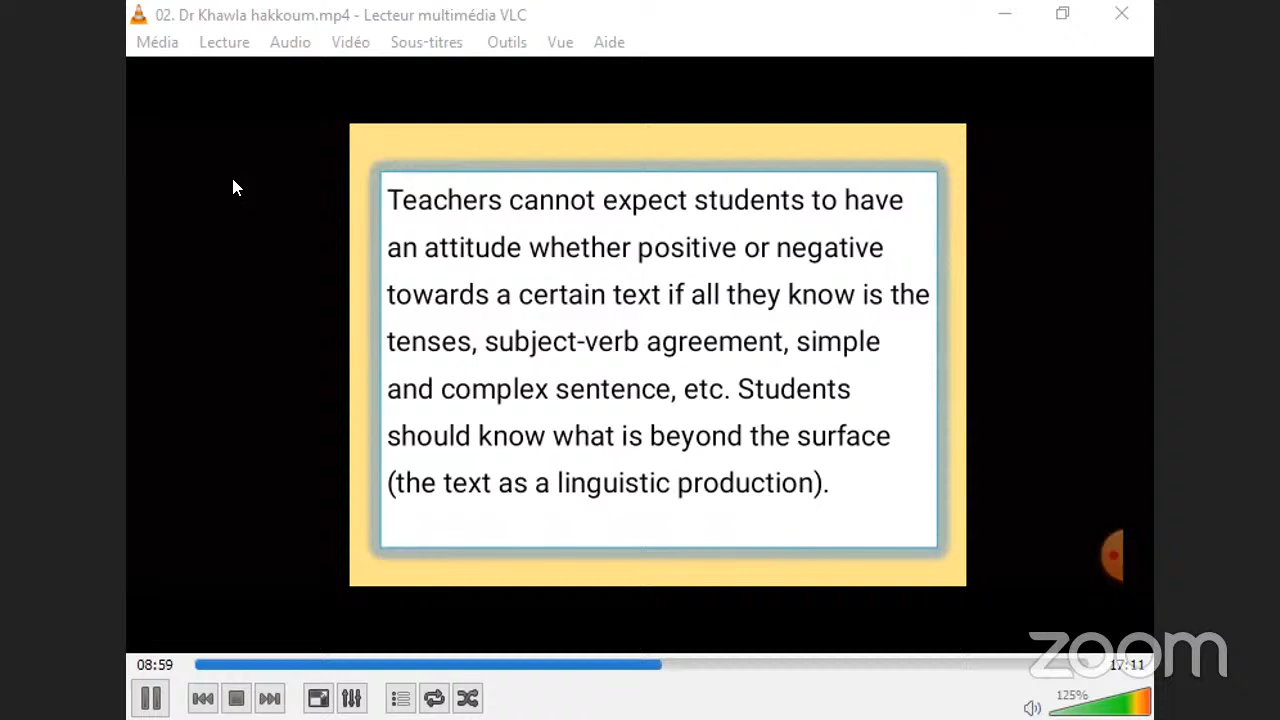 02. Dr Khawla hakkoum.mp4 - Lecteur multimédia VLC
Média Lecture Audio Vidéo Sous-titres Outils Vue Aide
Teachers cannot expect students to have
an attitude whether positive or negative
towards a certain text if all they know is the
tenses, subject-verb agreement, simple
and complex sentence, etc. Students
should know what is beyond the surface
(the text as a linguistic production).
08:59
17:11
zoom
125%